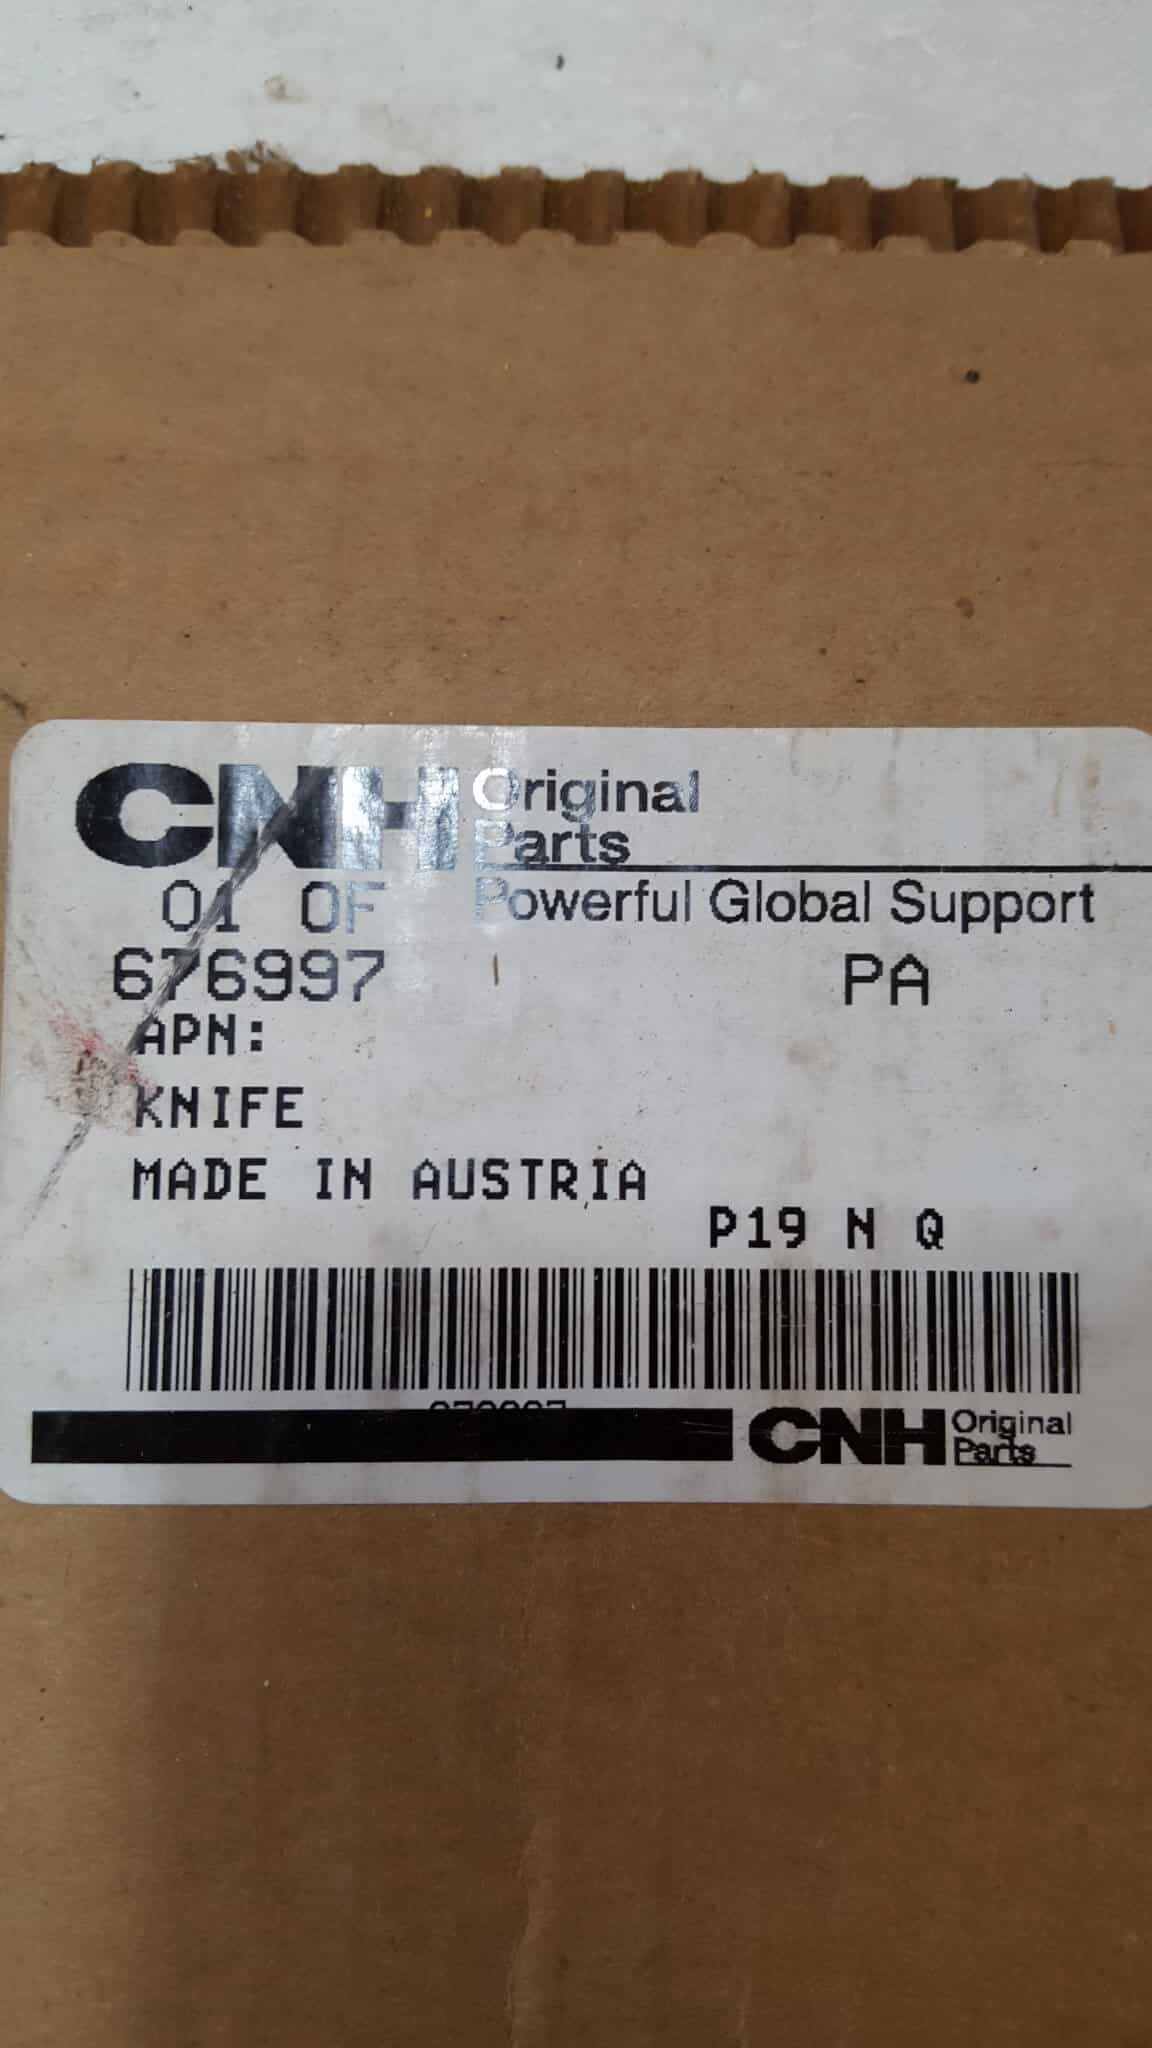 CNH Original
Parts
01 OF Powerful Global Support
676997 PA
APN:
KNIFE
MADE IN AUSTRIA
P19 N Q
CNH Original
Parts